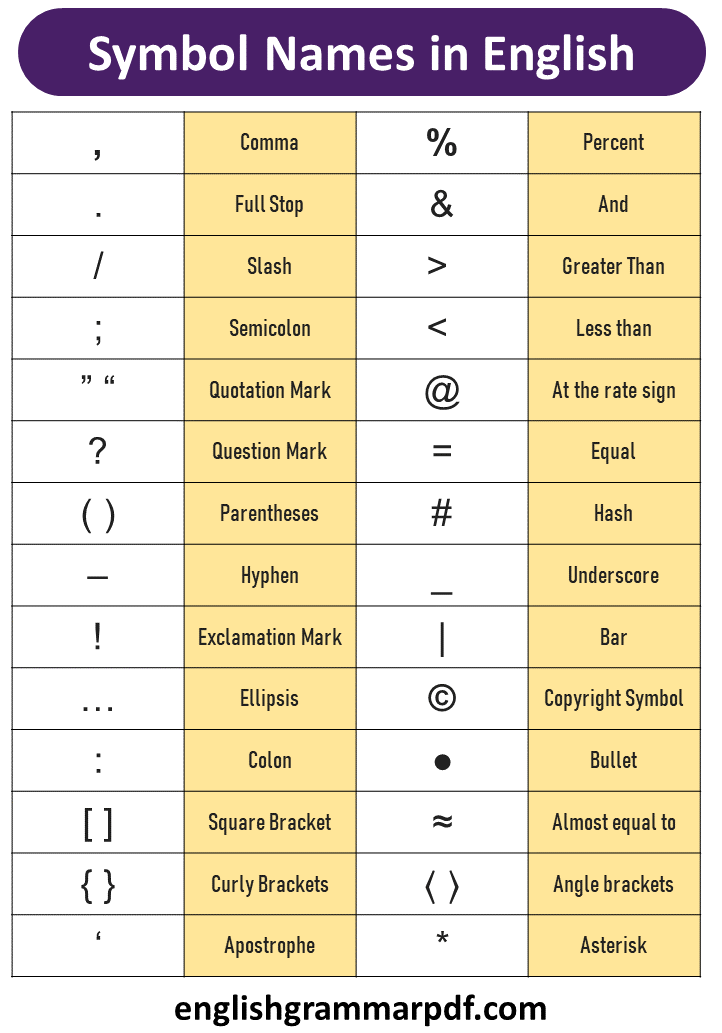 Symbol Names in English
, Comma % Percent
. Full Stop & And
/ Slash > Greater Than
; Semicolon < Less than
” “ Quotation Mark @ At the rate sign
? Question Mark = Equal
( ) Parentheses # Hash
– Hyphen _ Underscore
! Exclamation Mark | Bar
... Ellipsis © Copyright Symbol
: Colon ● Bullet
[ ] Square Bracket ≈ Almost equal to
{ } Curly Brackets ⟨ ⟩ Angle brackets
‘ Apostrophe * Asterisk
englishgrammarpdf.com